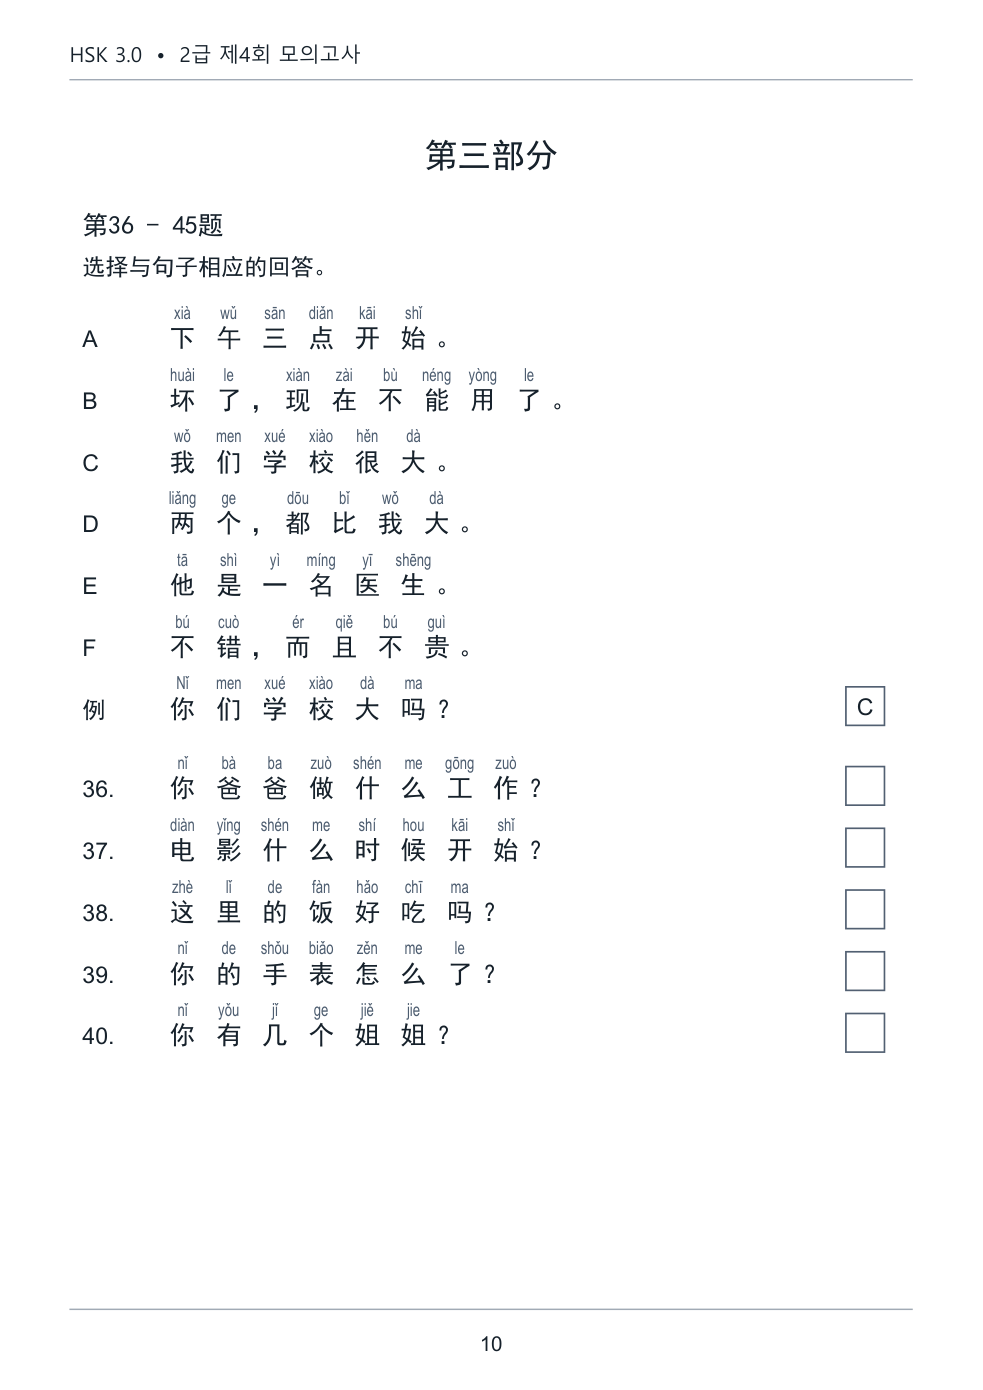 HSK 3.0 • 2급 제4회 모의고사
第三部分
第36 － 45题
选择与句子相应的回答。
xià wǔ sān diǎn kāi shǐ
A 下午三点开始。
huài le xiàn zài bù néng yòng le
B 坏了，现在不能用了。
wǒ men xué xiào hěn dà
C 我们学校很大。
liǎng ge dōu bǐ wǒ dà
D 两个，都比我大。
tā shì yì míng yī shēng
E 他是一名医生。
bú cuò ér qiě bú guì
F 不错，而且不贵。
Nǐ men xué xiào dà ma
例 你们学校大吗？ C
nǐ bà ba zuò shén me gōng zuò
36. 你爸爸做什么工作？
diàn yǐng shén me shí hou kāi shǐ
37. 电影什么时候开始？
zhè lǐ de fàn hǎo chī ma
38. 这里的饭好吃吗？
nǐ de shǒu biǎo zěn me le
39. 你的手表怎么了？
nǐ yǒu jǐ ge jiě jie
40. 你有几个姐姐？
10